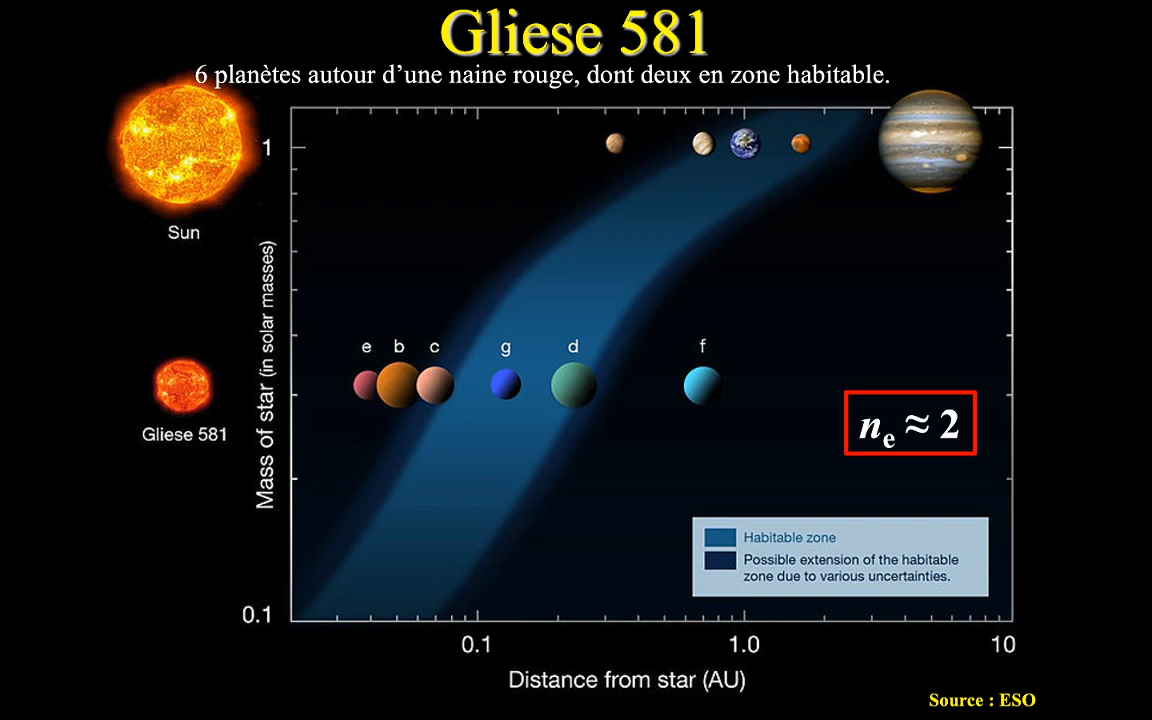 Gliese 581
6 planètes autour d’une naine rouge, dont deux en zone habitable.
1
Sun
Mass of star (in solar masses)
e b c g d f
Gliese 581
nₑ ≈ 2
Habitable zone
Possible extension of the habitable
zone due to various uncertainties.
0.1
0.1 1.0 10
Distance from star (AU)
Source : ESO